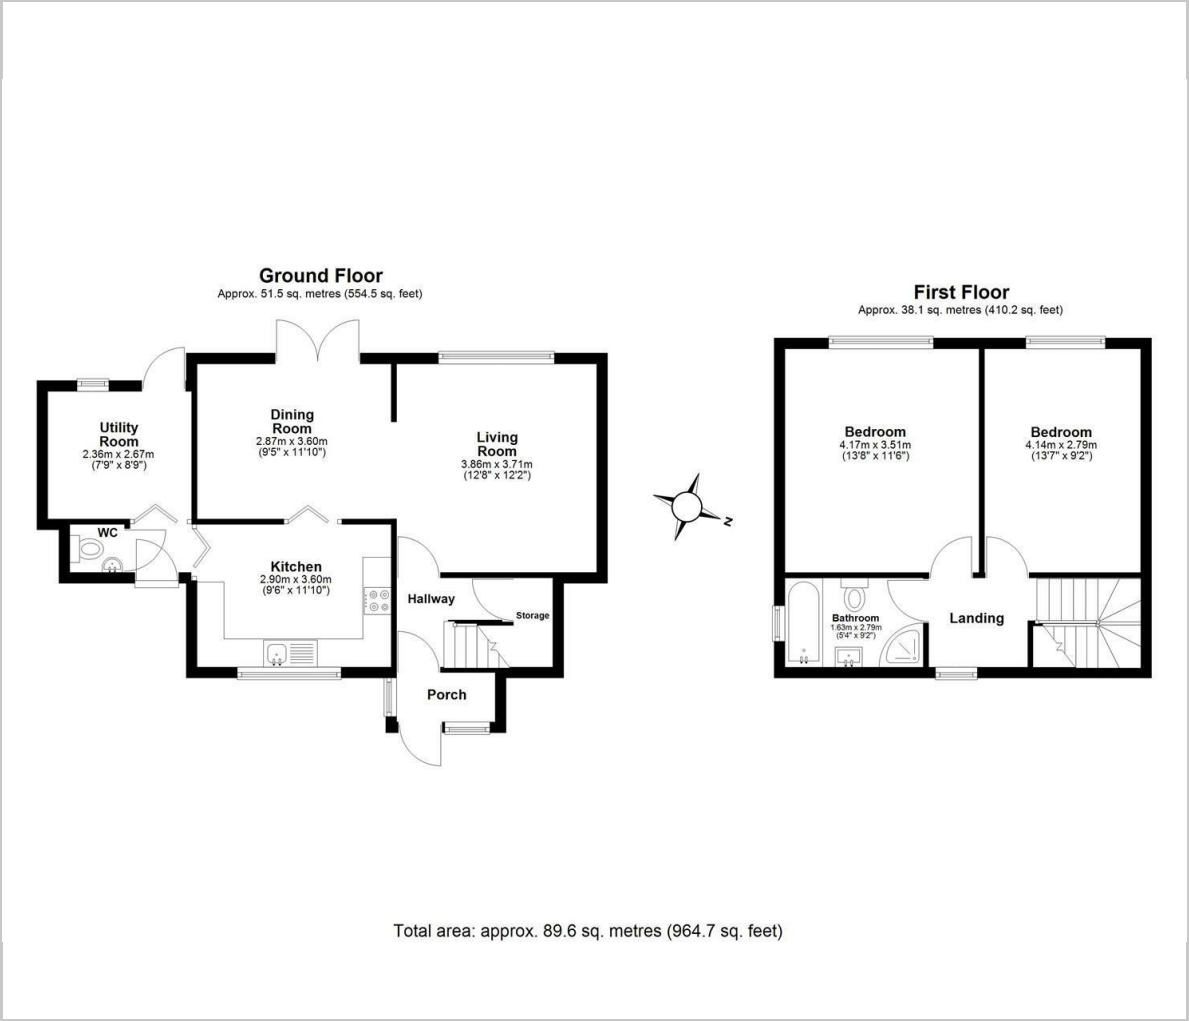 Ground Floor
Approx. 51.5 sq. metres (554.5 sq. feet)
First Floor
Approx. 38.1 sq. metres (410.2 sq. feet)
Utility
Room
2.36m x 2.67m
(7'9" x 8'9")
Dining
Room
2.87m x 3.60m
(9'5" x 11'10")
Living
Room
3.86m x 3.71m
(12'8" x 12'2")
Bedroom
4.17m x 3.51m
(13'8" x 11'6")
Bedroom
4.14m x 2.79m
(13'7" x 9'2")
N
WC
Kitchen
2.90m x 3.60m
(9'6" x 11'10")
Hallway
Storage
Porch
Bathroom
1.63m x 2.79m
(5'4" x 9'2")
Landing
Total area: approx. 89.6 sq. metres (964.7 sq. feet)